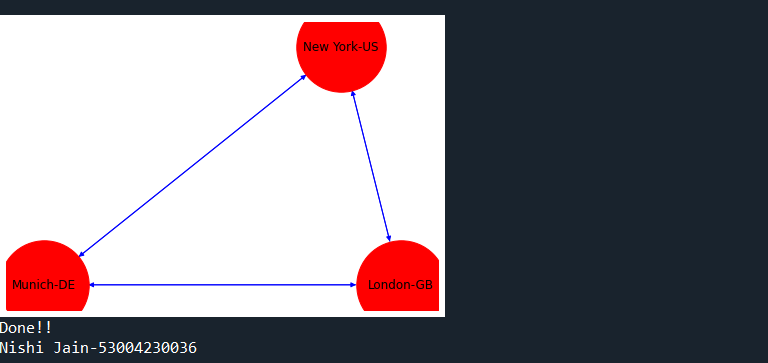 New York-US
Munich-DE
London-GB
Done!!
Nishi Jain-53004230036